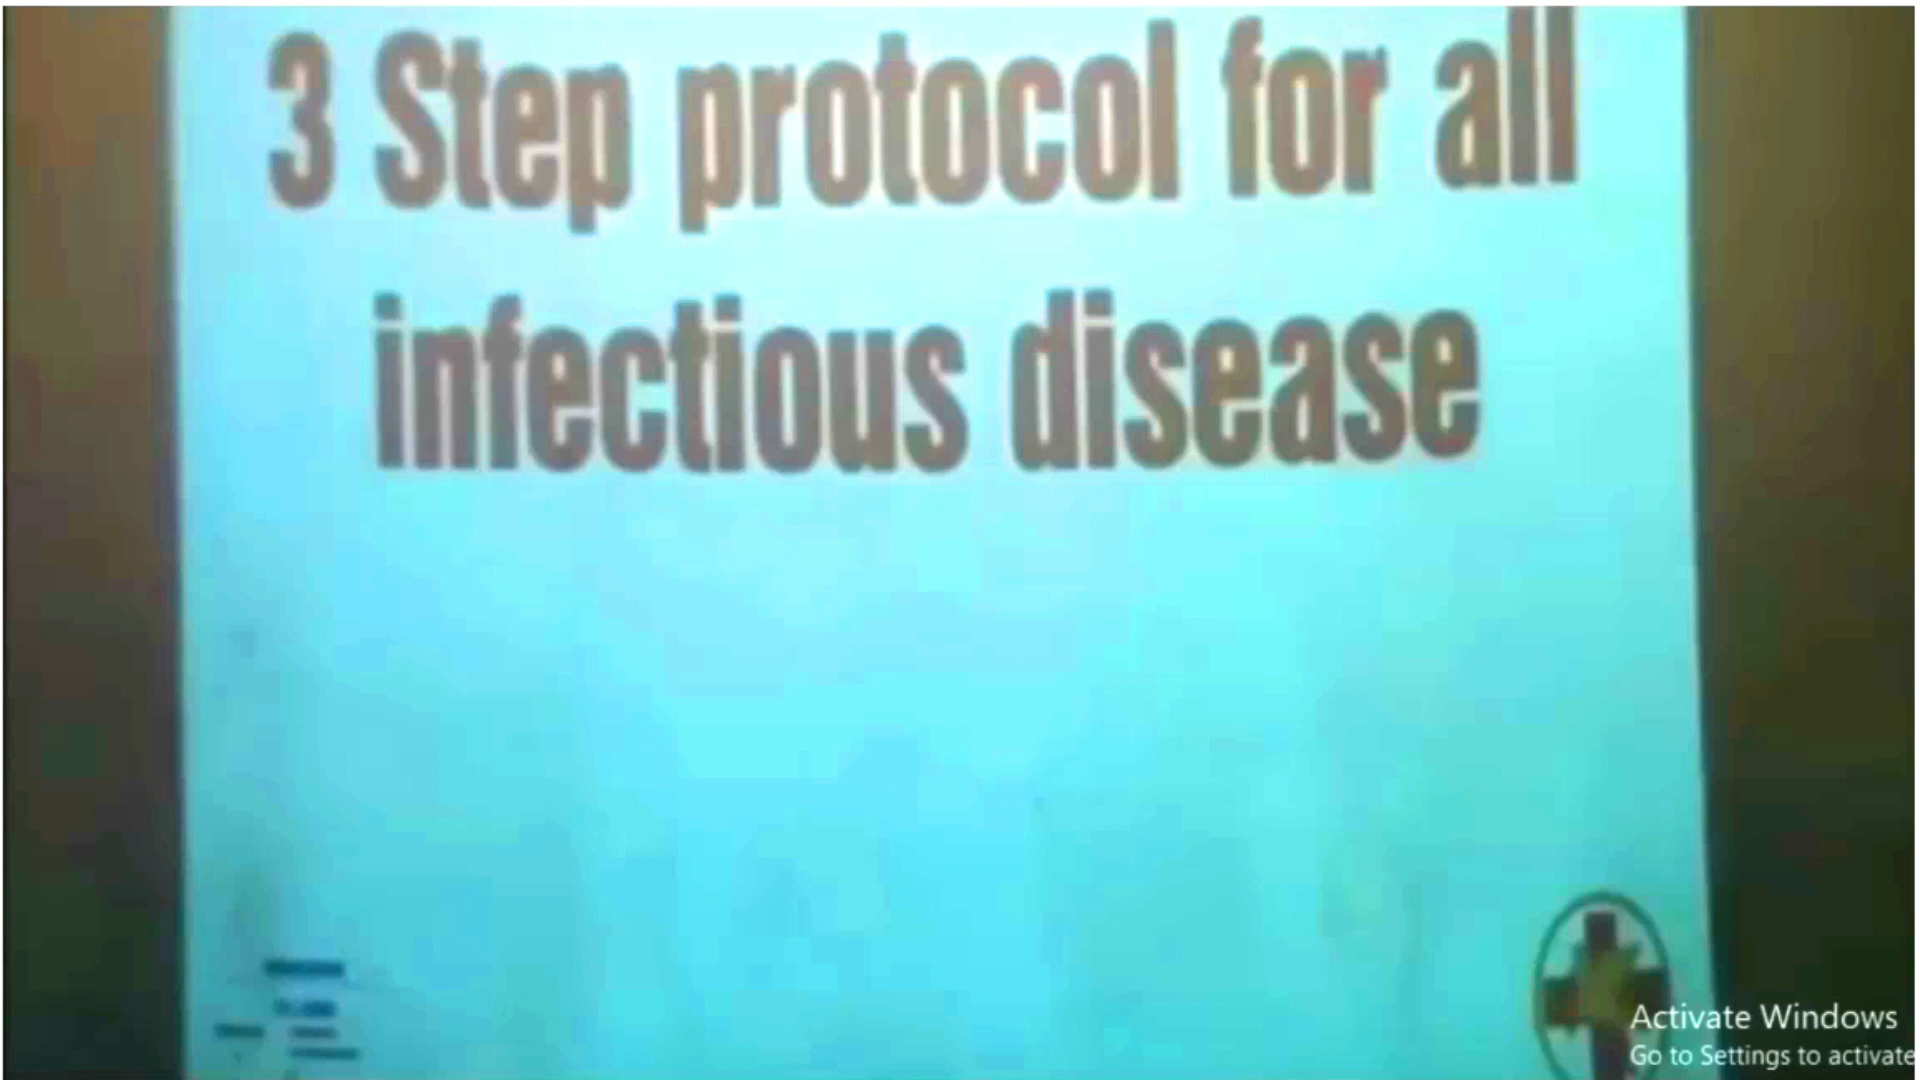 3 Step protocol for all
infectious disease
Activate Windows
Go to Settings to activate